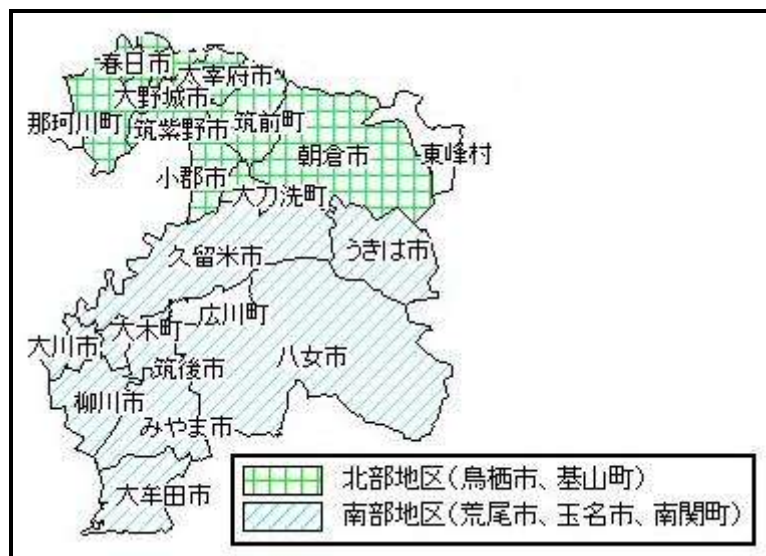 春日市
太宰府市
大野城市
那珂川町
筑紫野市
筑前町
朝倉市
東峰村
小郡市
大刀洗町
久留米市
うきは市
広川町
大木町
大川市
八女市
筑後市
柳川市
みやま市
大牟田市
北部地区(鳥栖市、基山町)
南部地区(荒尾市、玉名市、南関町)